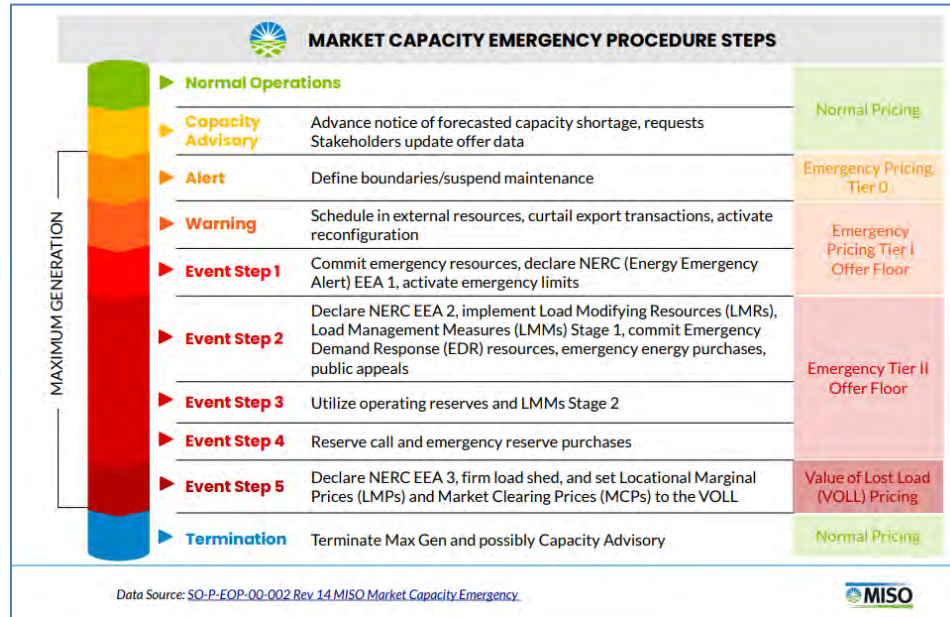 MARKET CAPACITY EMERGENCY PROCEDURE STEPS
MAXIMUM GENERATION
Normal Operations
Normal Pricing
Capacity
Advisory
Advance notice of forecasted capacity shortage, requests
Stakeholders update offer data
Alert
Define boundaries/suspend maintenance
Emergency Pricing
Tier 0
Warning
Schedule in external resources, curtail export transactions, activate
reconfiguration
Emergency
Pricing Tier I
Offer Floor
Event Step 1
Commit emergency resources, declare NERC (Energy Emergency
Alert) EEA 1, activate emergency limits
Event Step 2
Declare NERC EEA 2, implement Load Modifying Resources (LMRs),
Load Management Measures (LMMs) Stage 1, commit Emergency
Demand Response (EDR) resources, emergency energy purchases,
public appeals
Emergency Tier II
Offer Floor
Event Step 3
Utilize operating reserves and LMMs Stage 2
Event Step 4
Reserve call and emergency reserve purchases
Event Step 5
Declare NERC EEA 3, firm load shed, and set Locational Marginal
Prices (LMPs) and Market Clearing Prices (MCPs) to the VOLL
Value of Lost Load
(VOLL) Pricing
Termination
Terminate Max Gen and possibly Capacity Advisory
Normal Pricing
Data Source: SO-P-EOP-00-002 Rev 14 MISO Market Capacity Emergency
MISO